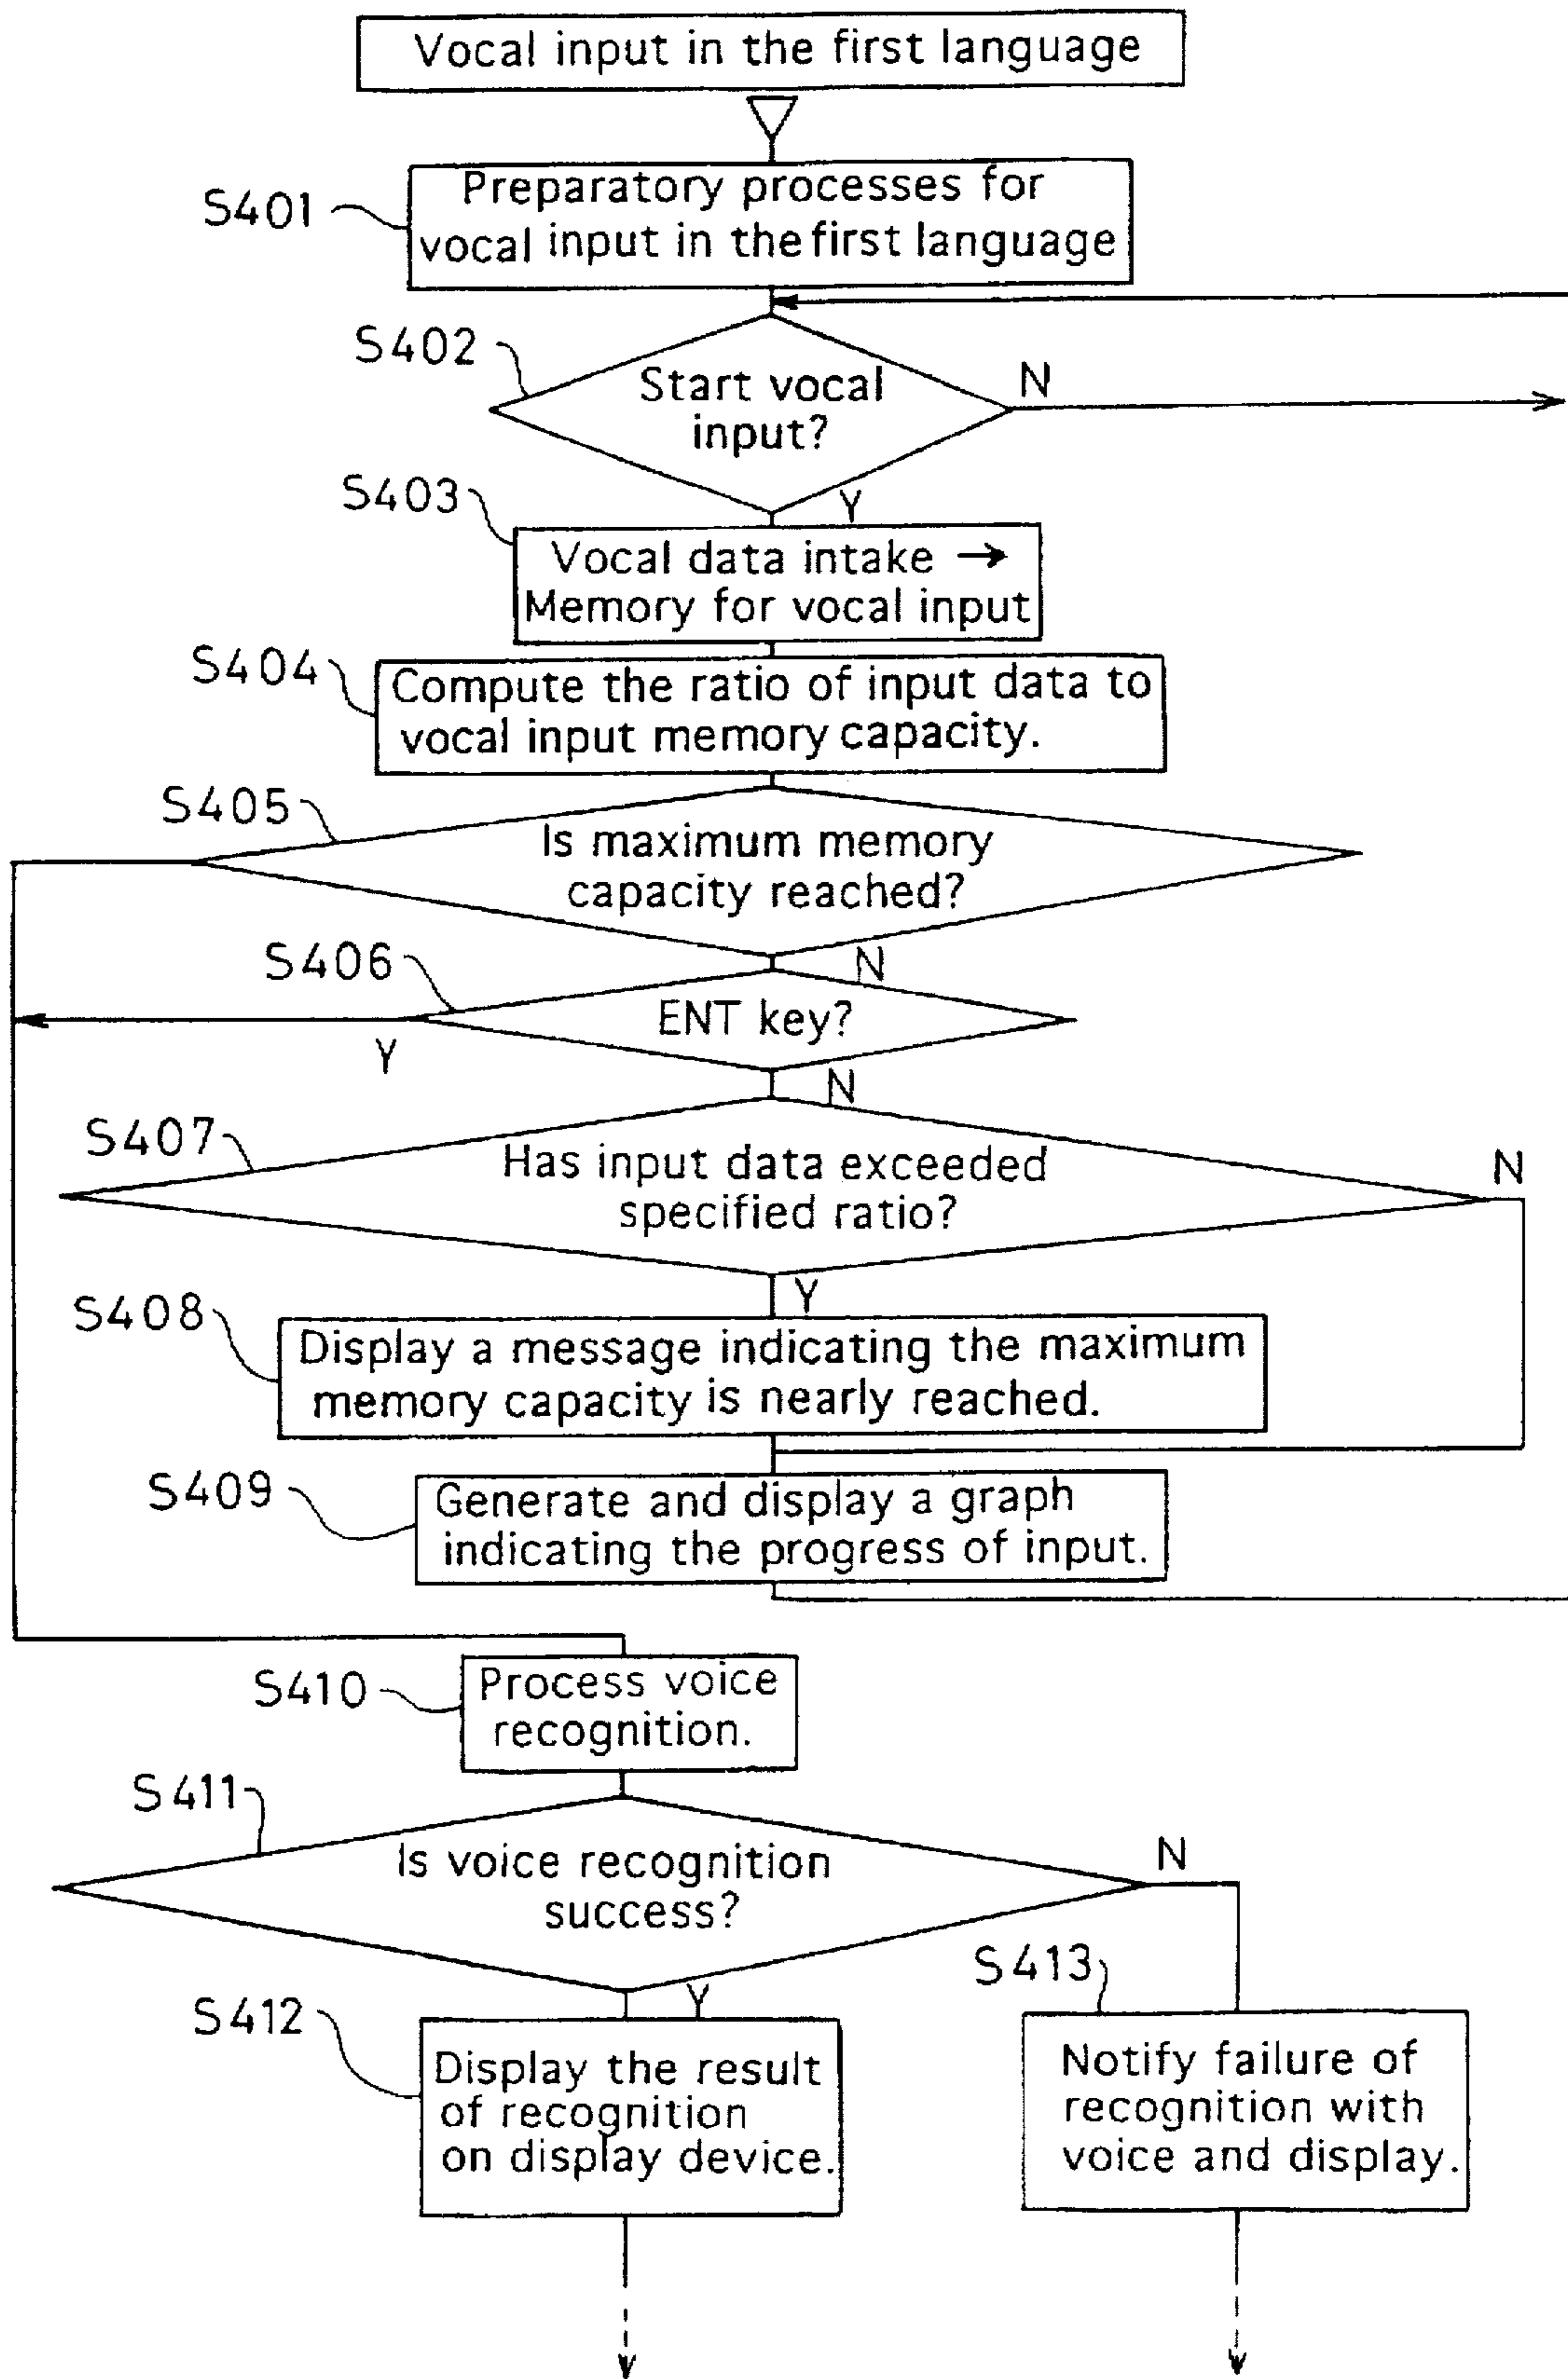 Vocal input in the first language
S401
Preparatory processes for
vocal input in the first language
S402
Start vocal
input?
N
Y
S403
Vocal data intake →
Memory for vocal input
S404
Compute the ratio of input data to
vocal input memory capacity.
S405
Is maximum memory
capacity reached?
N
S406
ENT key?
Y
N
S407
Has input data exceeded
specified ratio?
N
Y
S408
Display a message indicating the maximum
memory capacity is nearly reached.
S409
Generate and display a graph
indicating the progress of input.
S410
Process voice
recognition.
S411
Is voice recognition
success?
N
Y
S412
Display the result
of recognition
on display device.
S413
Notify failure of
recognition with
voice and display.